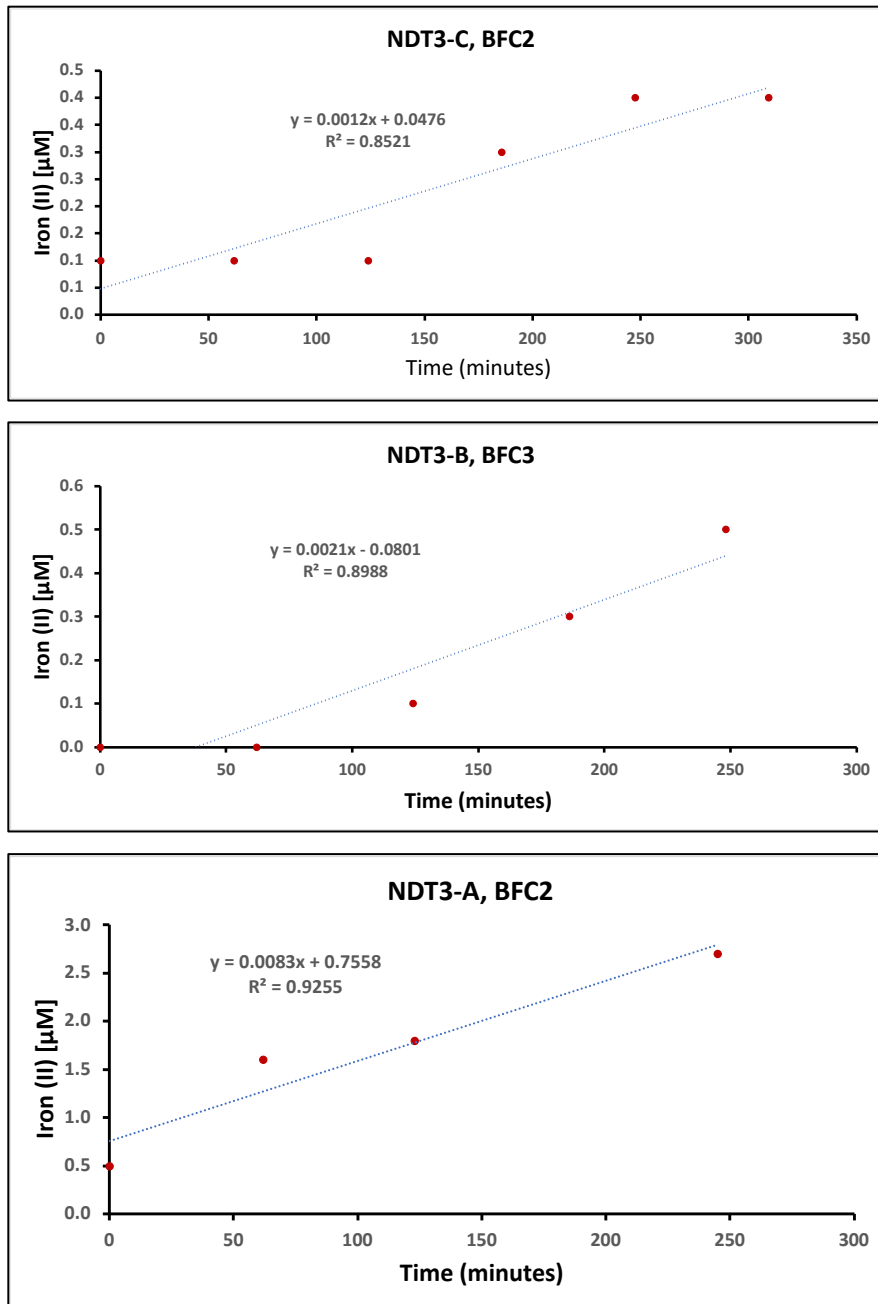 NDT3-C, BFC2
0.5
0.4
0.4
0.3
0.3
0.2
0.2
0.1
0.1
0.0
Iron (II) [µM]
y = 0.0012x + 0.0476
R² = 0.8521
0 50 100 150 200 250 300 350
Time (minutes)
NDT3-B, BFC3
0.6
0.5
0.4
0.3
0.2
0.1
0.0
Iron (II) [µM]
y = 0.0021x - 0.0801
R² = 0.8988
0 50 100 150 200 250 300
Time (minutes)
NDT3-A, BFC2
3.0
2.5
2.0
1.5
1.0
0.5
0.0
Iron (II) [µM]
y = 0.0083x + 0.7558
R² = 0.9255
0 50 100 150 200 250 300
Time (minutes)